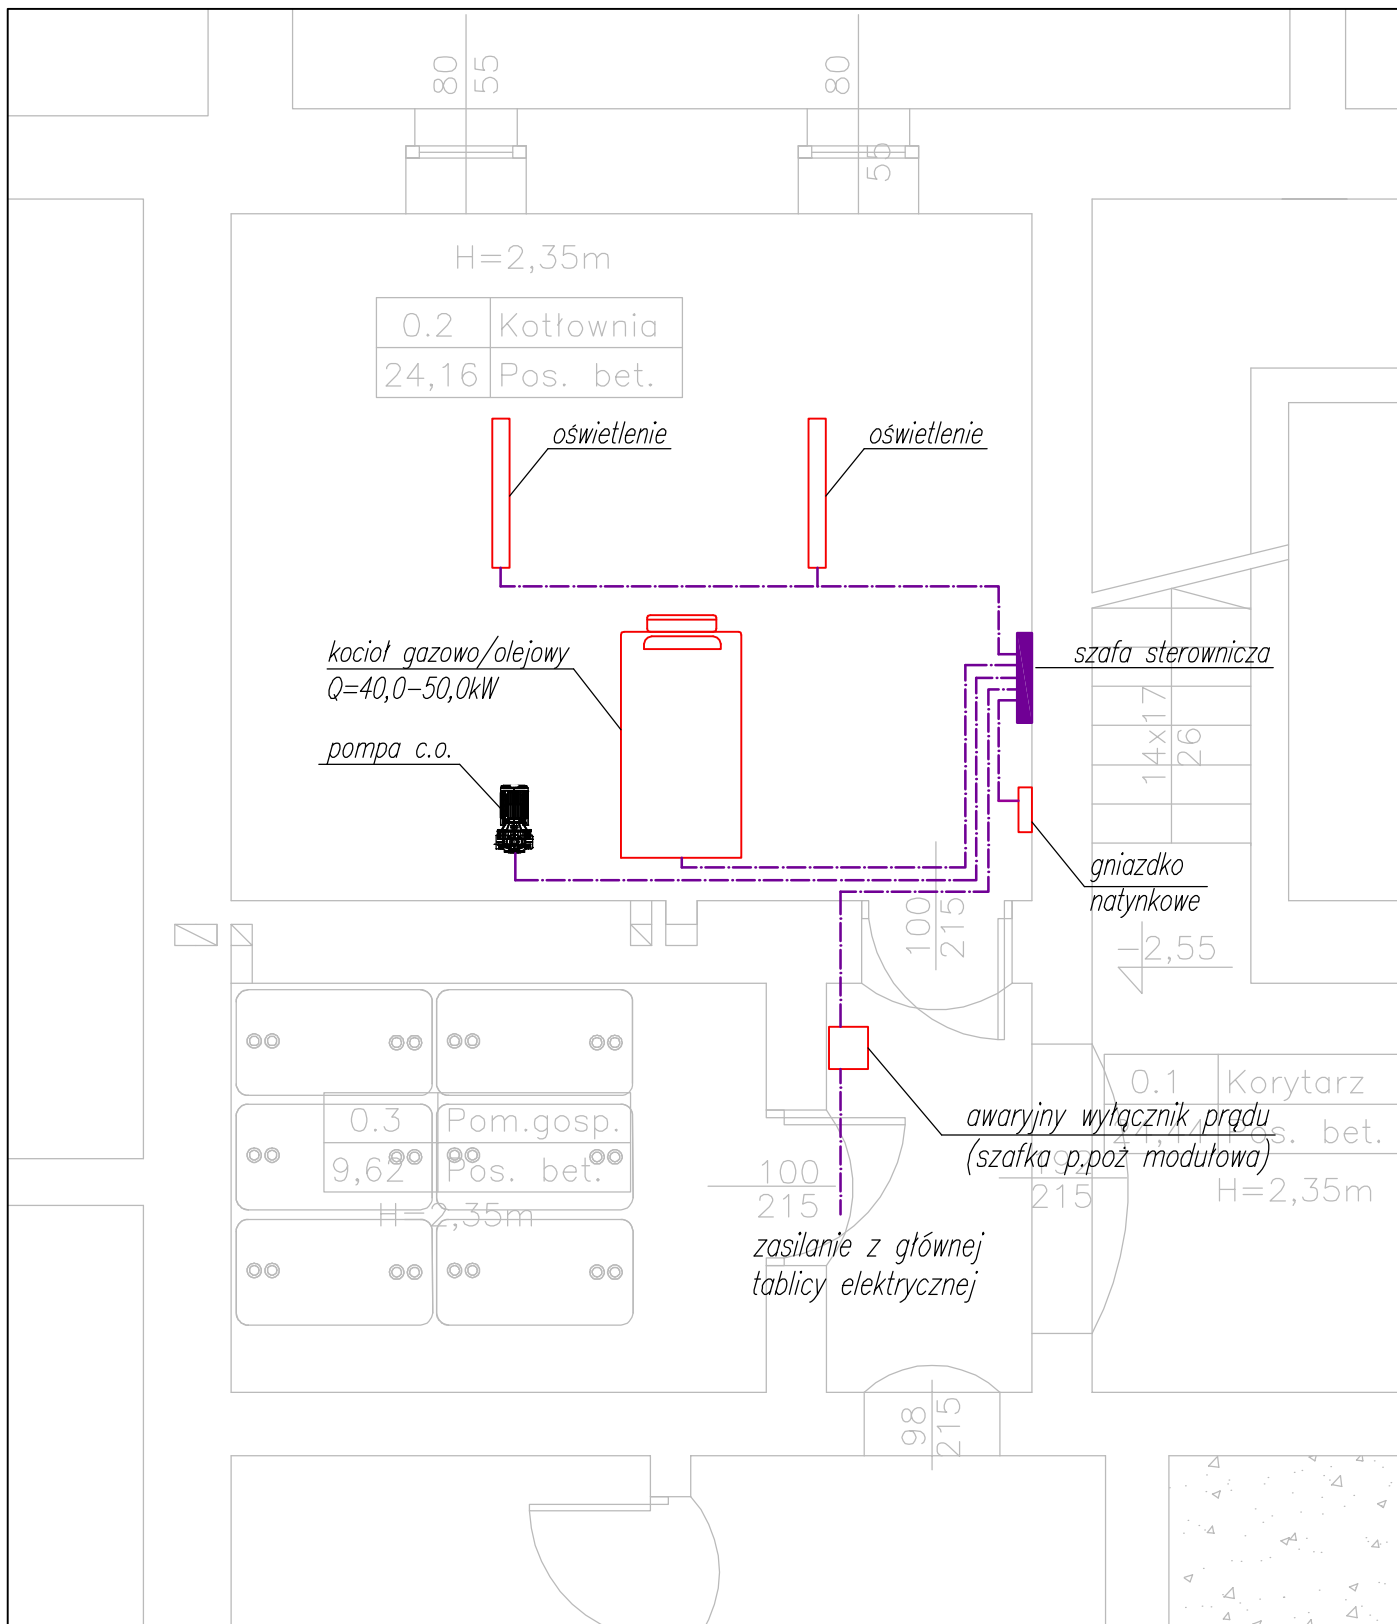 80
55
80
55
H=2,35m
0.2 Kotłownia
24,16 Pos. bet.
oświetlenie
oświetlenie
kocioł gazowo/olejowy
Q=40,0-50,0kW
szafa sterownicza
pompa c.o.
14x17
26
gniazdko
natynkowe
100
215
-2,55
0.1 Korytarz
24,44 Pos. bet.
H=2,35m
awaryjny wyłącznik prądu
(szafka p.poż modułowa)
0.3 Pom.gosp.
9,62 Pos. bet.
H=2,35m
100
215
192
215
zasilanie z głównej
tablicy elektrycznej
98
215